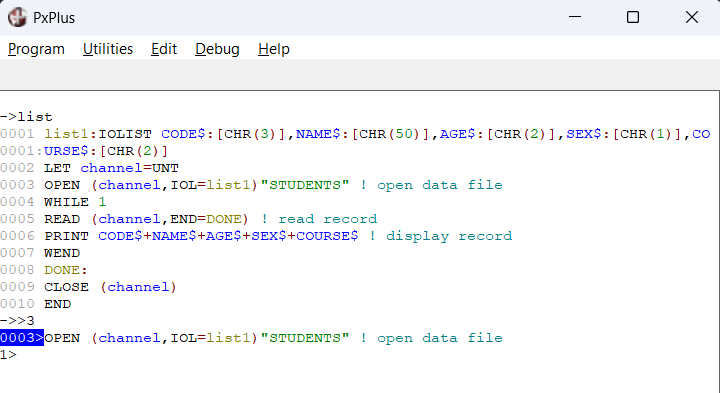 PxPlus
Program Utilities Edit Debug Help
->list
0001 list1:IOLIST CODE$:[CHR(3)],NAME$:[CHR(50)],AGE$:[CHR(2)],SEX$:[CHR(1)],CO
0001:URSE$:[CHR(2)]
0002 LET channel=UNT
0003 OPEN (channel,IOL=list1)"STUDENTS" ! open data file
0004 WHILE 1
0005 READ (channel,END=DONE) ! read record
0006 PRINT CODE$+NAME$+AGE$+SEX$+COURSE$ ! display record
0007 WEND
0008 DONE:
0009 CLOSE (channel)
0010 END
->>3
0003>OPEN (channel,IOL=list1)"STUDENTS" ! open data file
1>